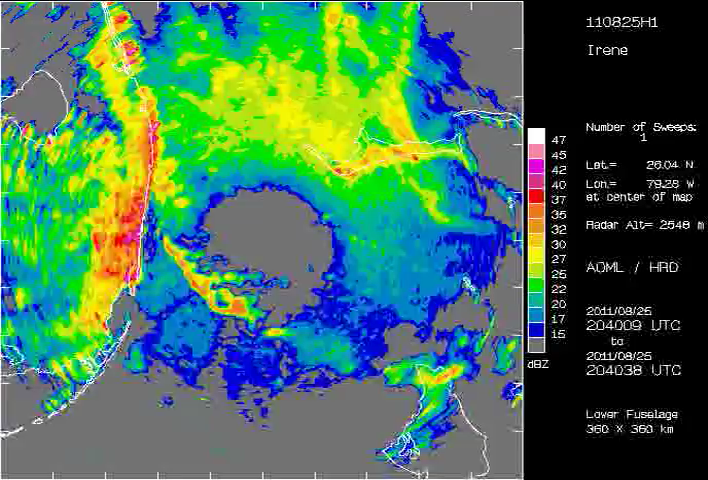 110825H1
Irene
Number of Sweeps:
1
Lat.= 26.04 N
Lon.= 79.28 W
at center of map
Radar Alt= 2548 m
AOML / HRD
2011/08/25
204009 UTC
to
2011/08/25
204038 UTC
Lower Fuselage
360 X 360 km
47
45
42
40
37
35
32
30
27
25
22
20
17
15
dBZ